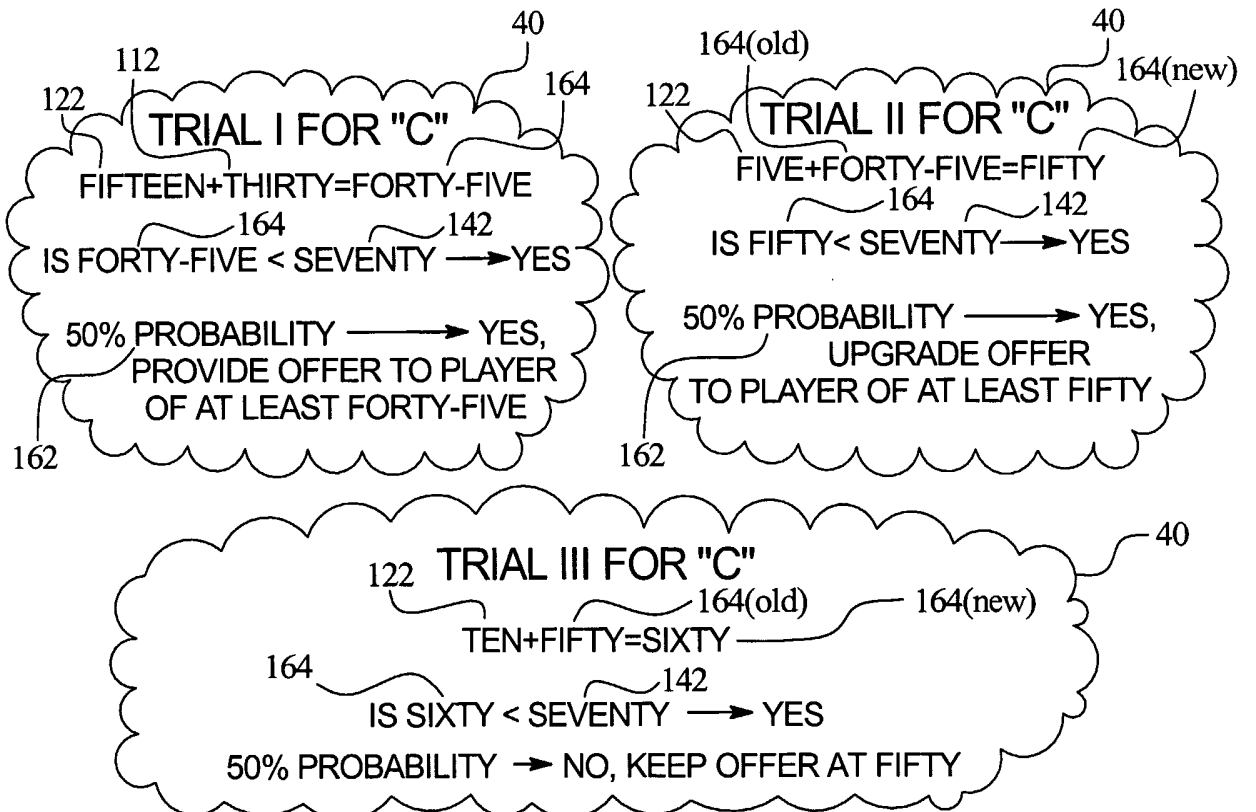 40
112
122
164
TRIAL I FOR "C"
FIFTEEN+THIRTY=FORTY-FIVE
164
142
IS FORTY-FIVE < SEVENTY → YES
50% PROBABILITY → YES,
PROVIDE OFFER TO PLAYER
OF AT LEAST FORTY-FIVE
162
164(old)
40
164(new)
122
TRIAL II FOR "C"
FIVE+FORTY-FIVE=FIFTY
164
142
IS FIFTY< SEVENTY → YES
50% PROBABILITY → YES,
UPGRADE OFFER
TO PLAYER OF AT LEAST FIFTY
162
40
TRIAL III FOR "C"
122
164(old)
164(new)
TEN+FIFTY=SIXTY
164
142
IS SIXTY < SEVENTY → YES
50% PROBABILITY → NO, KEEP OFFER AT FIFTY